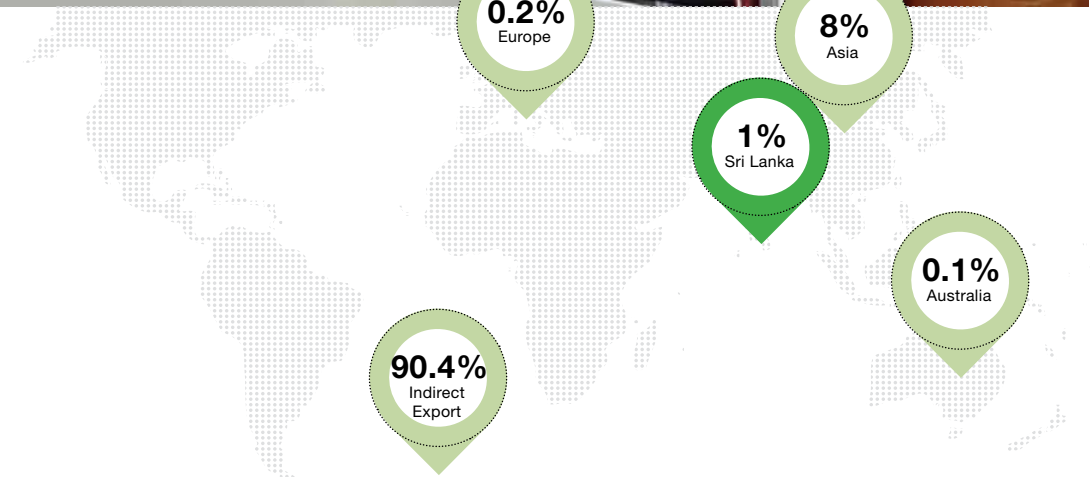 0.2%
Europe
8%
Asia
1%
Sri Lanka
0.1%
Australia
90.4%
Indirect
Export